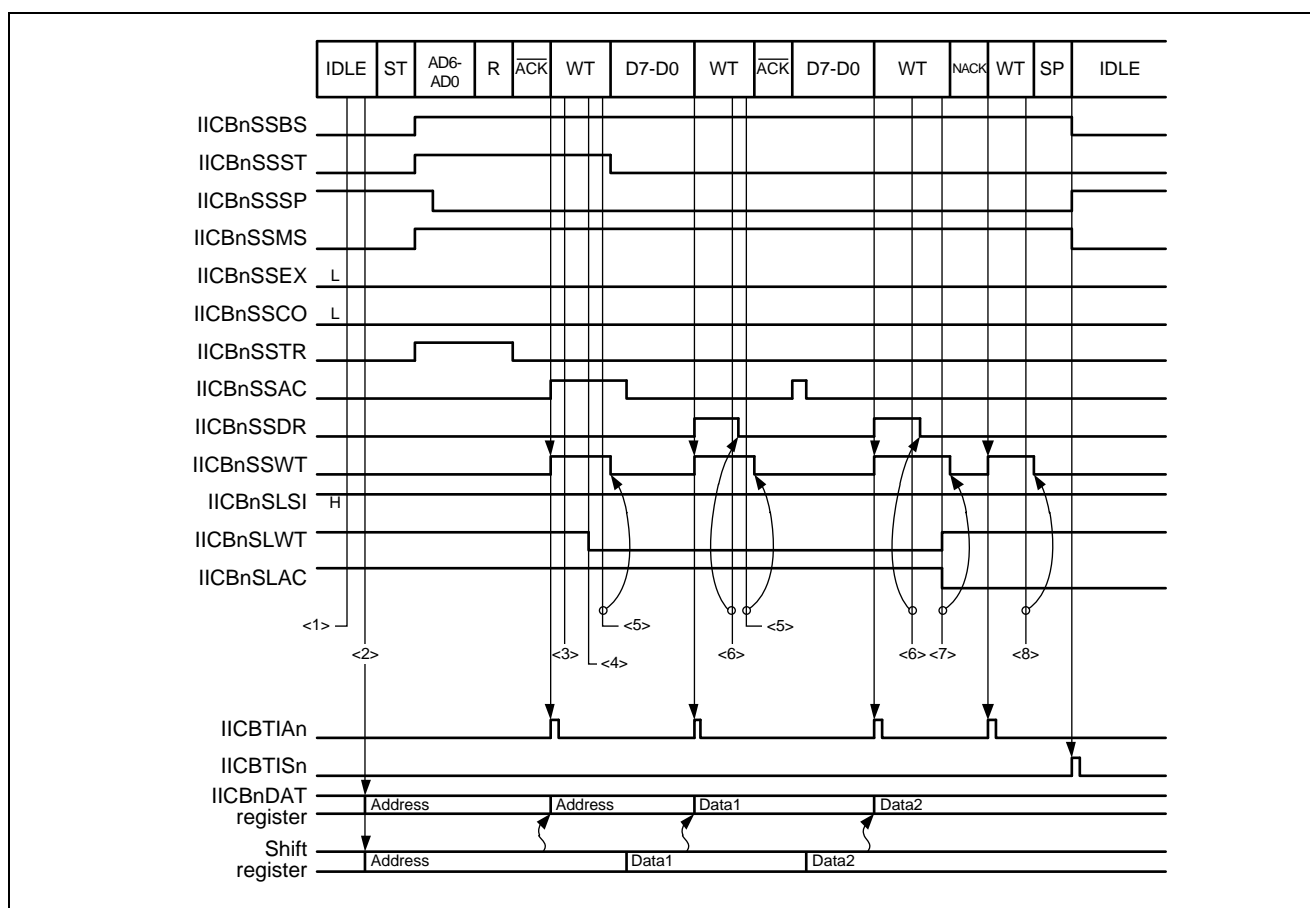 IDLE ST AD6-AD0 R ACK WT D7-D0 WT ACK D7-D0 WT NACK WT SP IDLE
IICBnSSBS
IICBnSSST
IICBnSSSP
IICBnSSMS
IICBnSSEX L
IICBnSSCO L
IICBnSSTR
IICBnSSAC
IICBnSSDR
IICBnSSWT
IICBnSLSI H
IICBnSLWT
IICBnSLAC
<1> <5> <5>
<2> <3> <6> <6> <7> <8>
<4>
IICBTIAn
IICBTISn
IICBnDAT register Address Address Data1 Data2
Shift register Address Data1 Data2